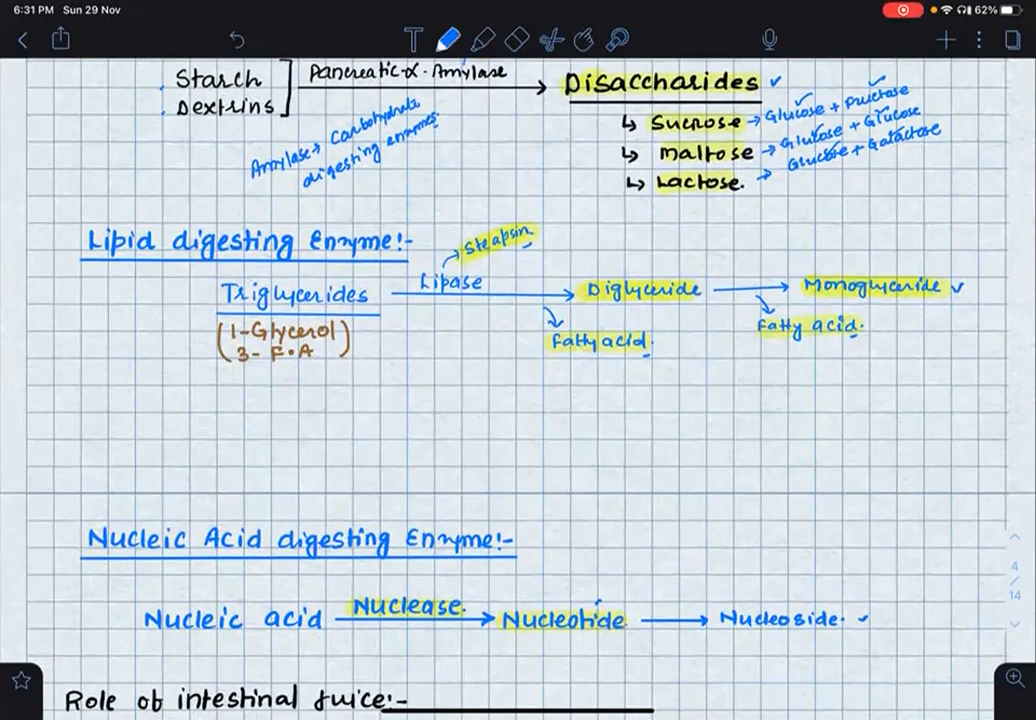 6:31 PM Sun 29 Nov
62%
Starch
Pancreatic-α-Amylase
Disaccharides
Dextrins
Amylase → Carbohydrate
digesting enzymes.
↳ Sucrose → Glucose + Fructose
↳ maltose → Glucose + Glucose
↳ Lactose. → Glucose + Galactose
Lipid digesting Enzyme:-
Steapsin.
Triglycerides
Lipase
Diglyceride
Monoglyceride
(1-Glycerol
3- F.A)
Fatty acid.
Fatty acid.
Nucleic Acid digesting Enzyme:-
Nucleic acid Nuclease. Nucleotide → Nucleoside.
4
/
14
Role of intestinal juice:-